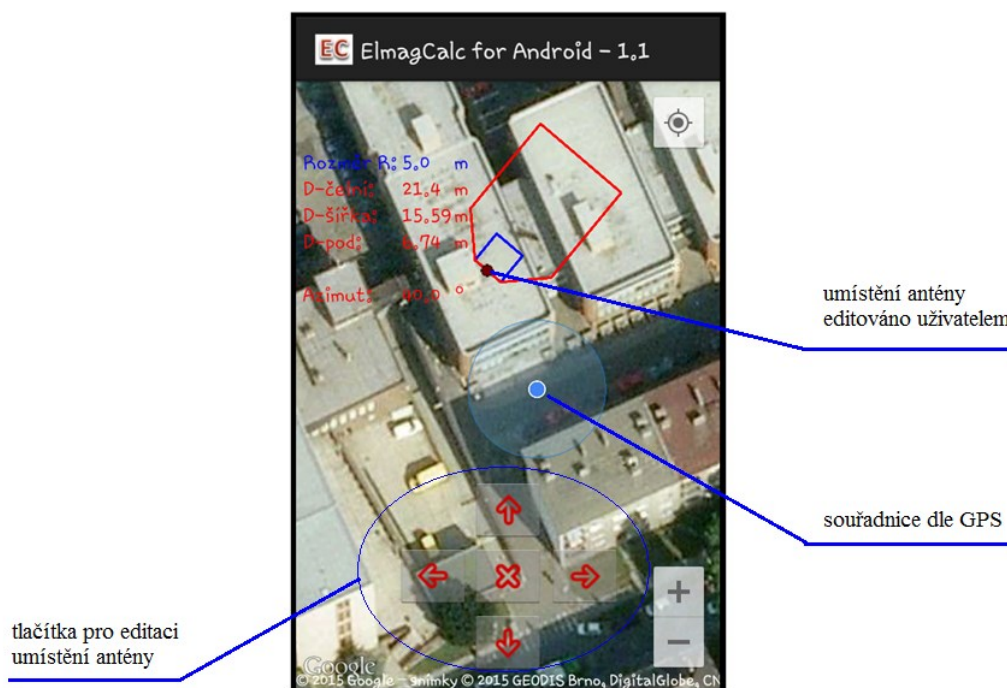 EC ElmagCalc for Android - 1.1
Rozměr R: 5.0 m
D-čelní: 21.4 m
D-šířka: 15.59 m
D-pod: 6.74 m
Azimut: 40.0 °
umístění antény
editováno uživatelem
souřadnice dle GPS
tlačítka pro editaci
umístění antény
Google
© 2015 Google - snímky © 2015 GEODIS Brno, DigitalGlobe, CN